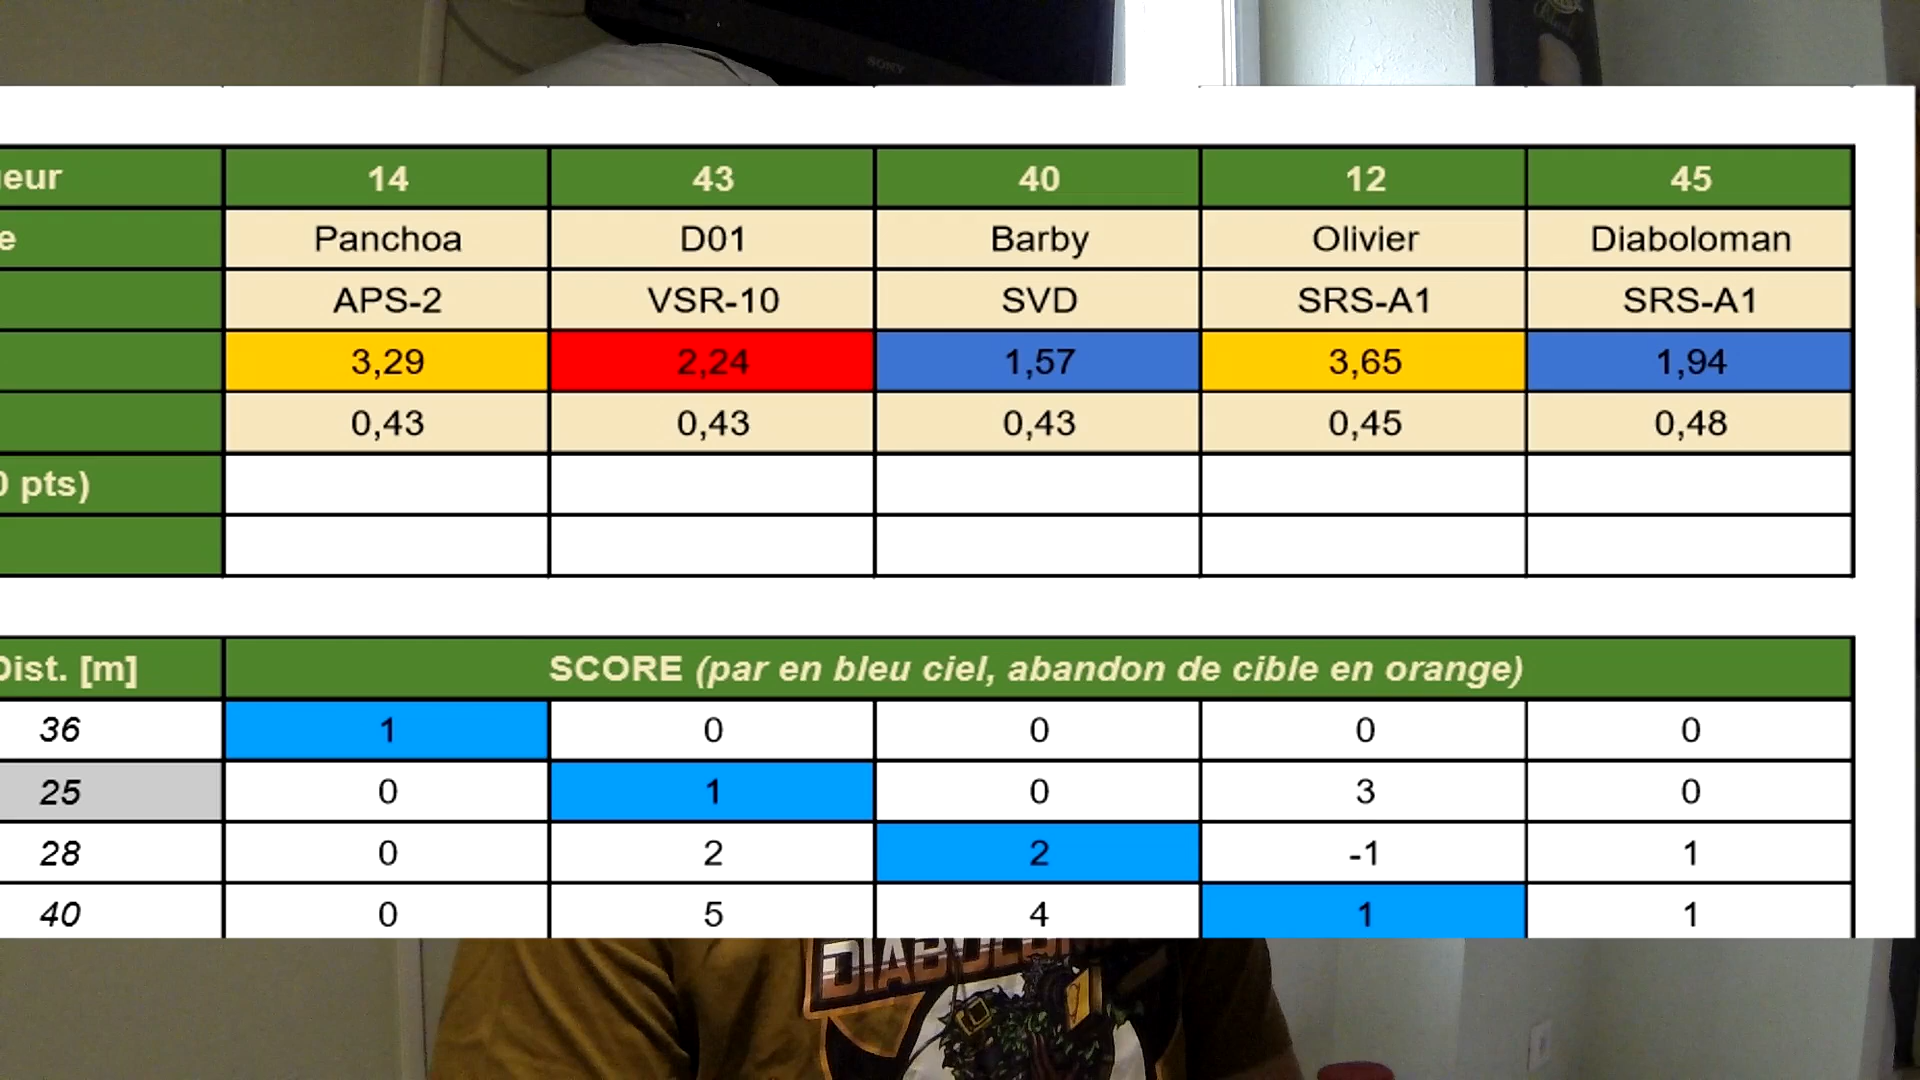 SONY
eur 14 43 40 12 45
e Panchoa D01 Barby Olivier Diaboloman
APS-2 VSR-10 SVD SRS-A1 SRS-A1
3,29 2,24 1,57 3,65 1,94
0,43 0,43 0,43 0,45 0,48
0 pts)
Dist. [m] SCORE (par en bleu ciel, abandon de cible en orange)
36 1 0 0 0 0
25 0 1 0 3 0
28 0 2 2 -1 1
40 0 5 4 1 1